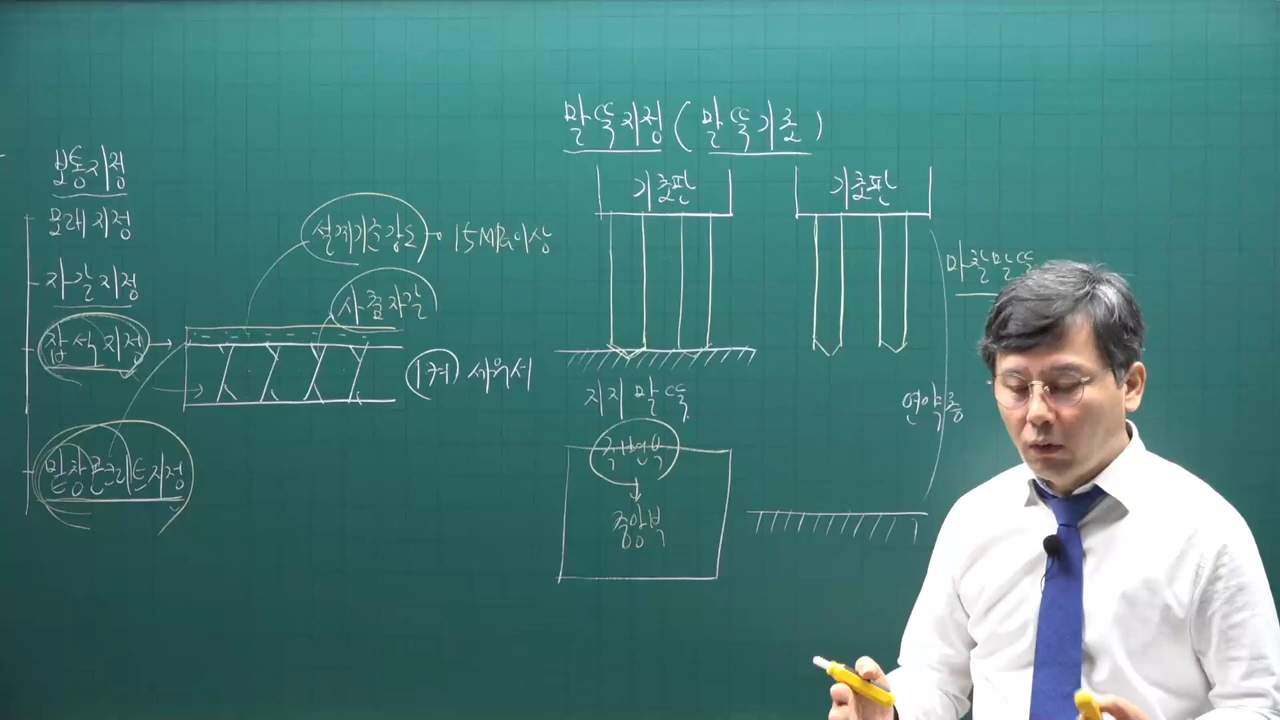 보통지정
모래지정
자갈지정
잡석지정
밑창콘크리트지정
설계기준강도 15MPa이상
사춤자갈
1켜 세워서
말뚝지정(말뚝기초)
기초판
기초판
지지말뚝
주변부
중앙부
마찰말뚝
연약층